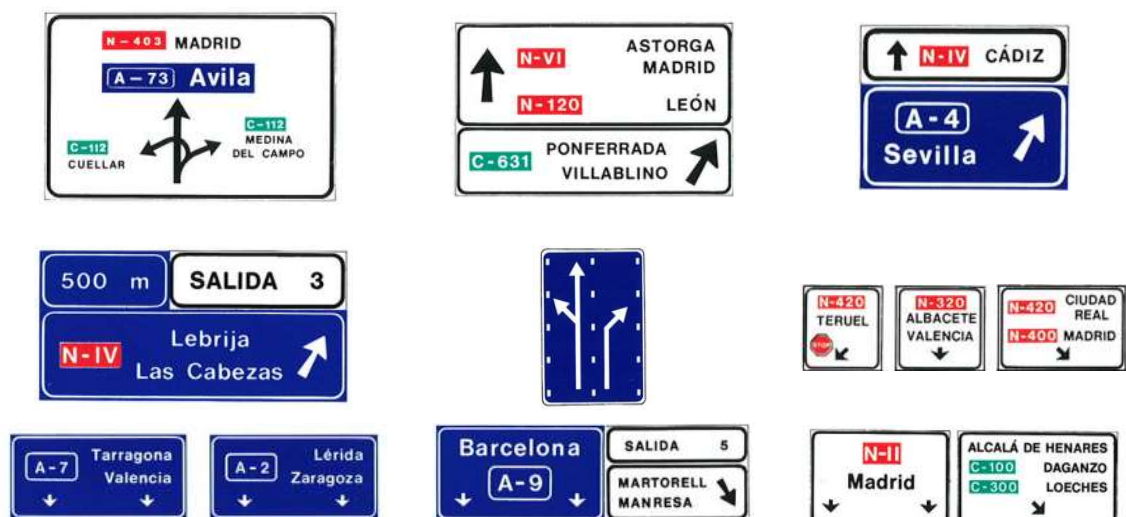 N-403 MADRID
A-73 Avila
C-112
CUELLAR
C-112
MEDINA
DEL CAMPO
N-VI
ASTORGA
MADRID
N-120 LEÓN
C-631
PONFERRADA
VILLABLINO
N-IV CÁDIZ
A-4
Sevilla
500 m
SALIDA 3
N-IV
Lebrija
Las Cabezas
N-420
TERUEL
STOP
N-320
ALBACETE
VALENCIA
N-420 CIUDAD
REAL
N-400 MADRID
A-7
Tarragona
Valencia
A-2
Lérida
Zaragoza
Barcelona
A-9
SALIDA 5
MARTORELL
MANRESA
N-II
Madrid
ALCALÁ DE HENARES
C-100 DAGANZO
C-300 LOECHES